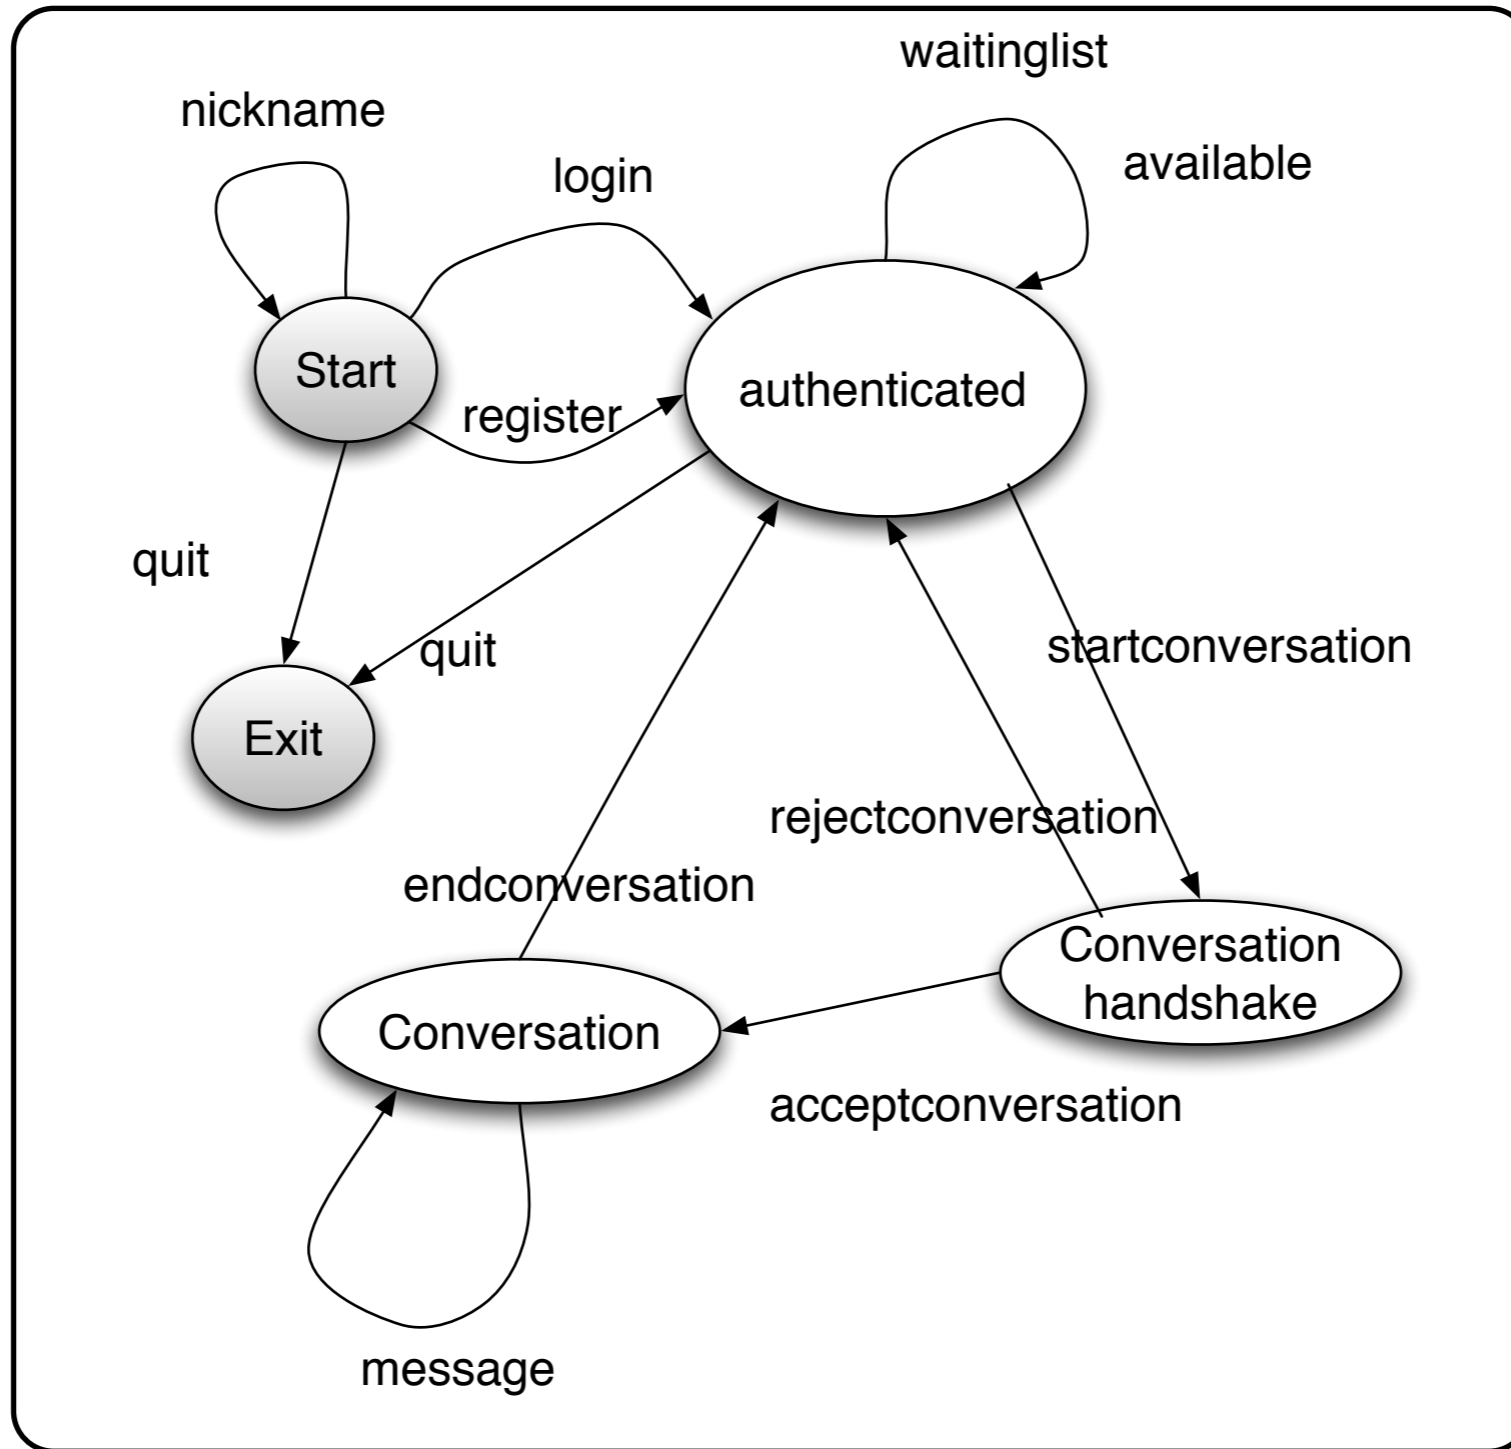 waitinglist
nickname
available
login
Start
authenticated
register
quit
quit
startconversation
Exit
rejectconversation
endconversation
Conversation
handshake
Conversation
acceptconversation
message